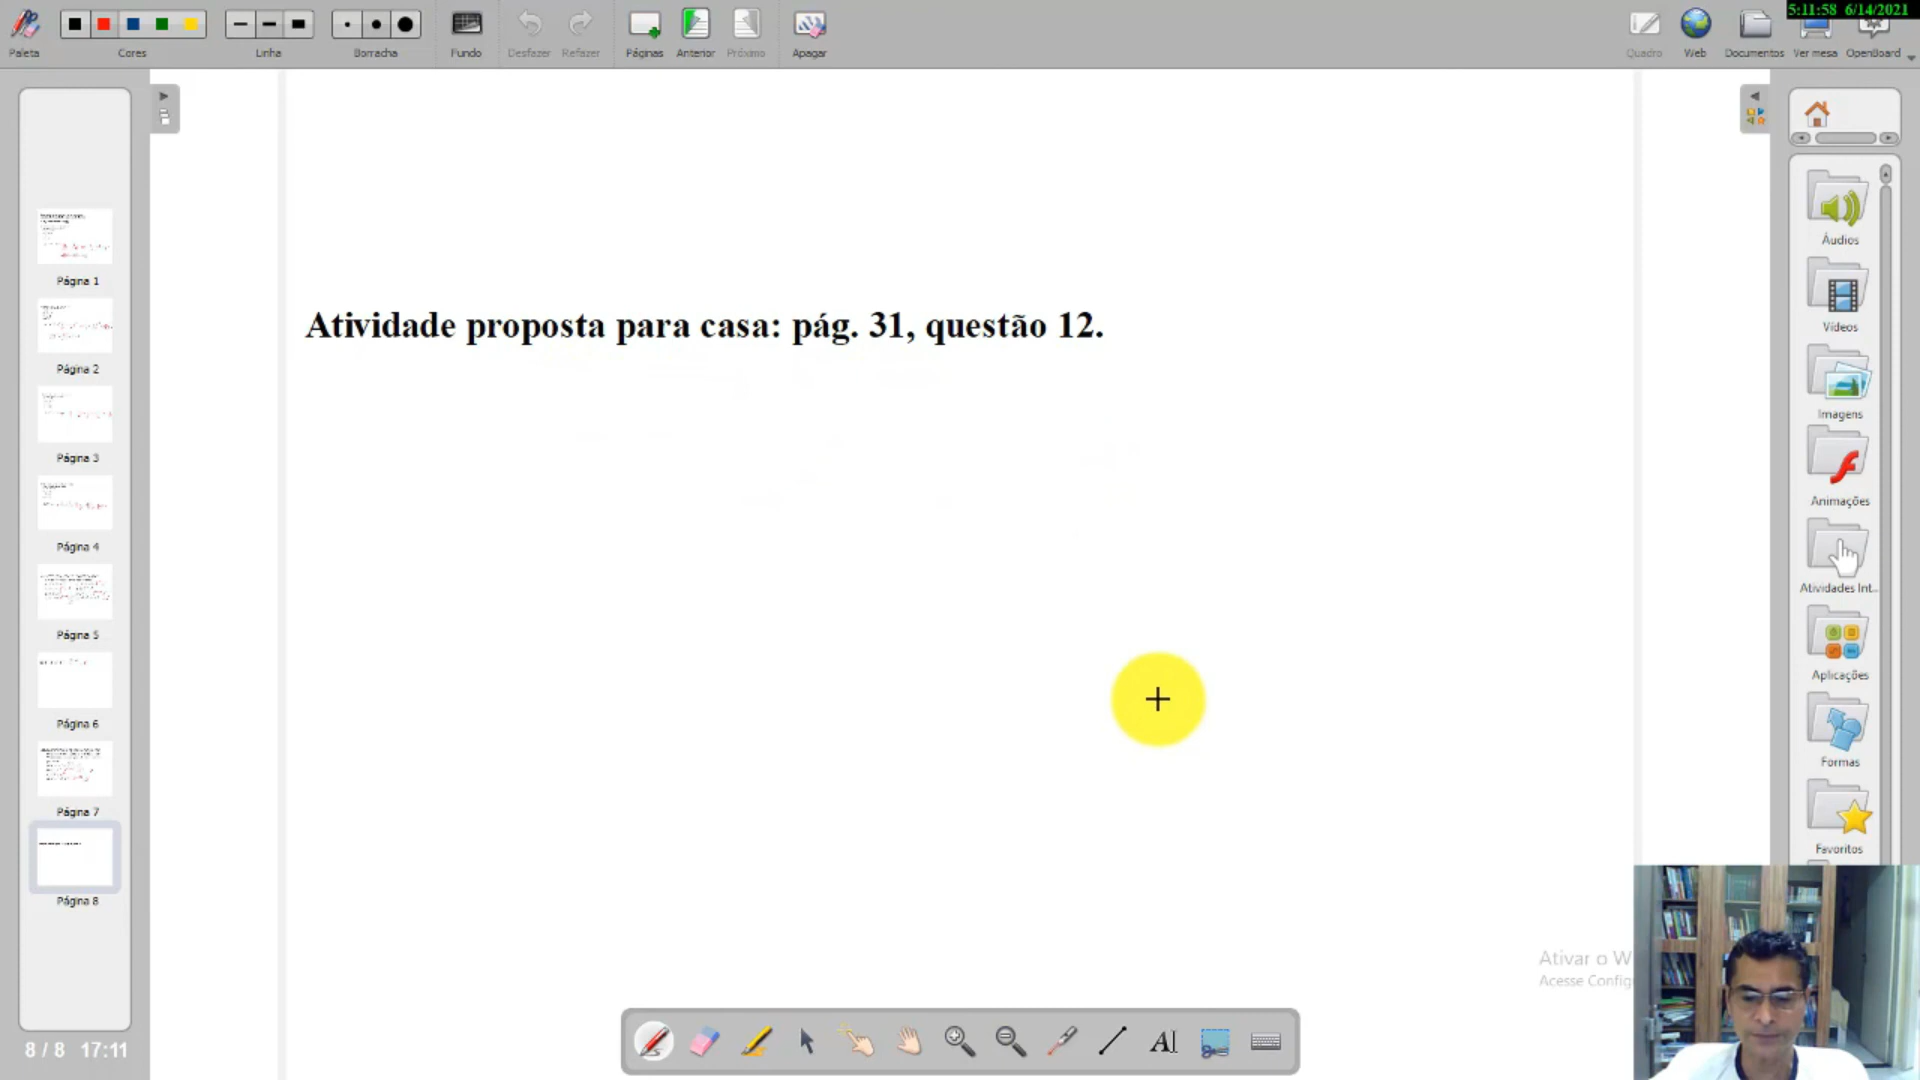 5:11:58 6/14/2021
Paleta
Cores
Linha
Borracha
Fundo
Desfazer
Refazer
Páginas
Anterior
Próximo
Apagar
Quadro
Web
Documentos
Ver mesa
OpenBoard
Atividade proposta para casa: pág. 31, questão 12.
Página 1
Página 2
Página 3
Página 4
Página 5
Página 6
Página 7
Página 8
8 / 8 17:11
Áudios
Vídeos
Imagens
Animações
Atividades Int...
Aplicações
Formas
Favoritos
Ativar o W
Acesse Config
AI